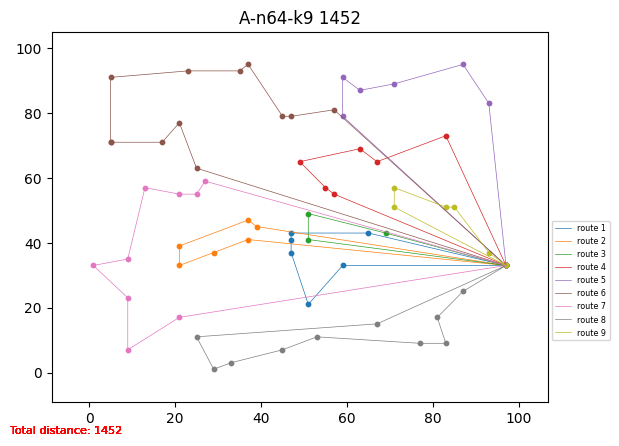 A-n64-k9 1452
100
80
60
40
20
0
0 20 40 60 80 100
route 1
route 2
route 3
route 4
route 5
route 6
route 7
route 8
route 9
Total distance: 1452